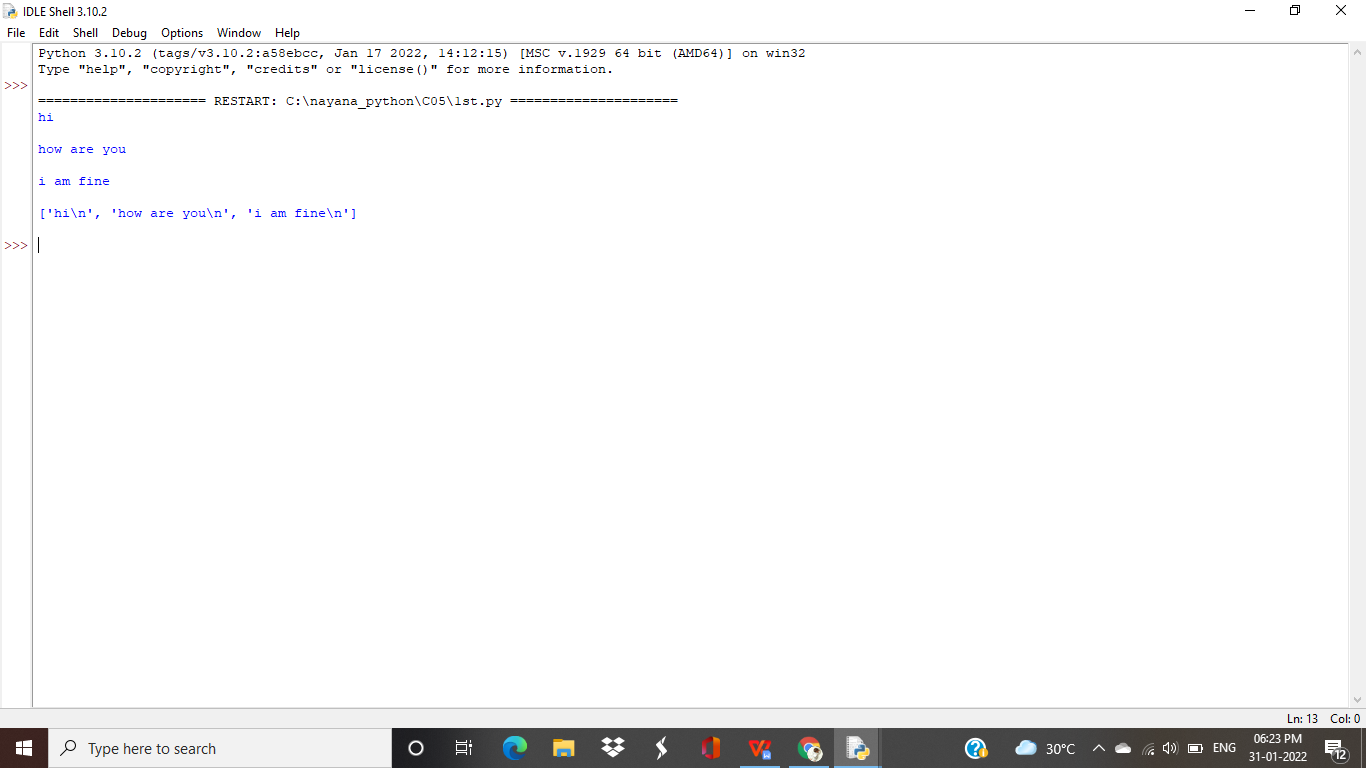 IDLE Shell 3.10.2
File Edit Shell Debug Options Window Help
Python 3.10.2 (tags/v3.10.2:a58ebcc, Jan 17 2022, 14:12:15) [MSC v.1929 64 bit (AMD64)] on win32
Type "help", "copyright", "credits" or "license()" for more information.
>>>
===================== RESTART: C:\nayana_python\C05\1st.py =====================
hi
how are you
i am fine
['hi\n', 'how are you\n', 'i am fine\n']
>>>
Ln: 13 Col: 0
Type here to search
30°C ENG 06:23 PM
31-01-2022
12